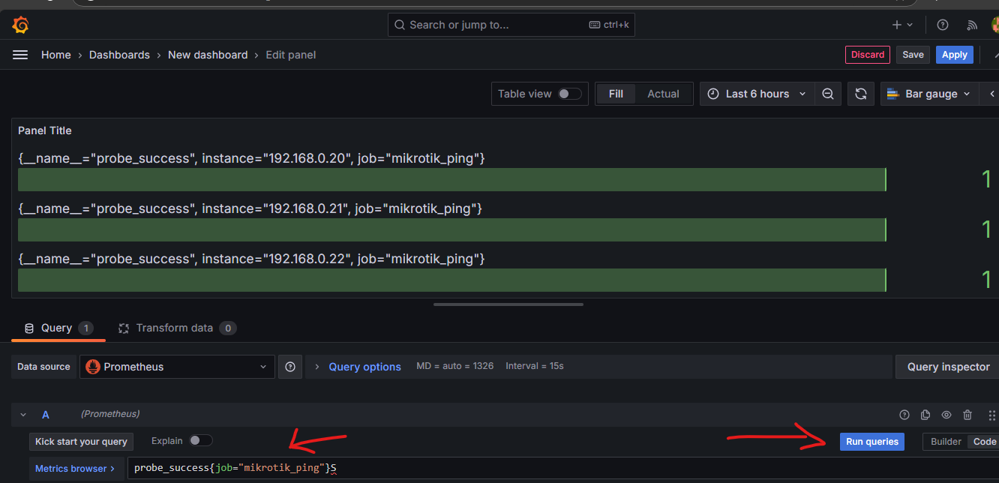 Search or jump to... ctrl+k
Home › Dashboards › New dashboard › Edit panel Discard Save Apply
Table view Fill Actual Last 6 hours Bar gauge
Panel Title
{__name__="probe_success", instance="192.168.0.20", job="mikrotik_ping"}
1
{__name__="probe_success", instance="192.168.0.21", job="mikrotik_ping"}
1
{__name__="probe_success", instance="192.168.0.22", job="mikrotik_ping"}
1
Query 1 Transform data 0
Data source Prometheus Query options MD = auto = 1326 Interval = 15s Query inspector
A (Prometheus)
Kick start your query Explain Run queries Builder Code
Metrics browser > probe_success{job="mikrotik_ping"}S